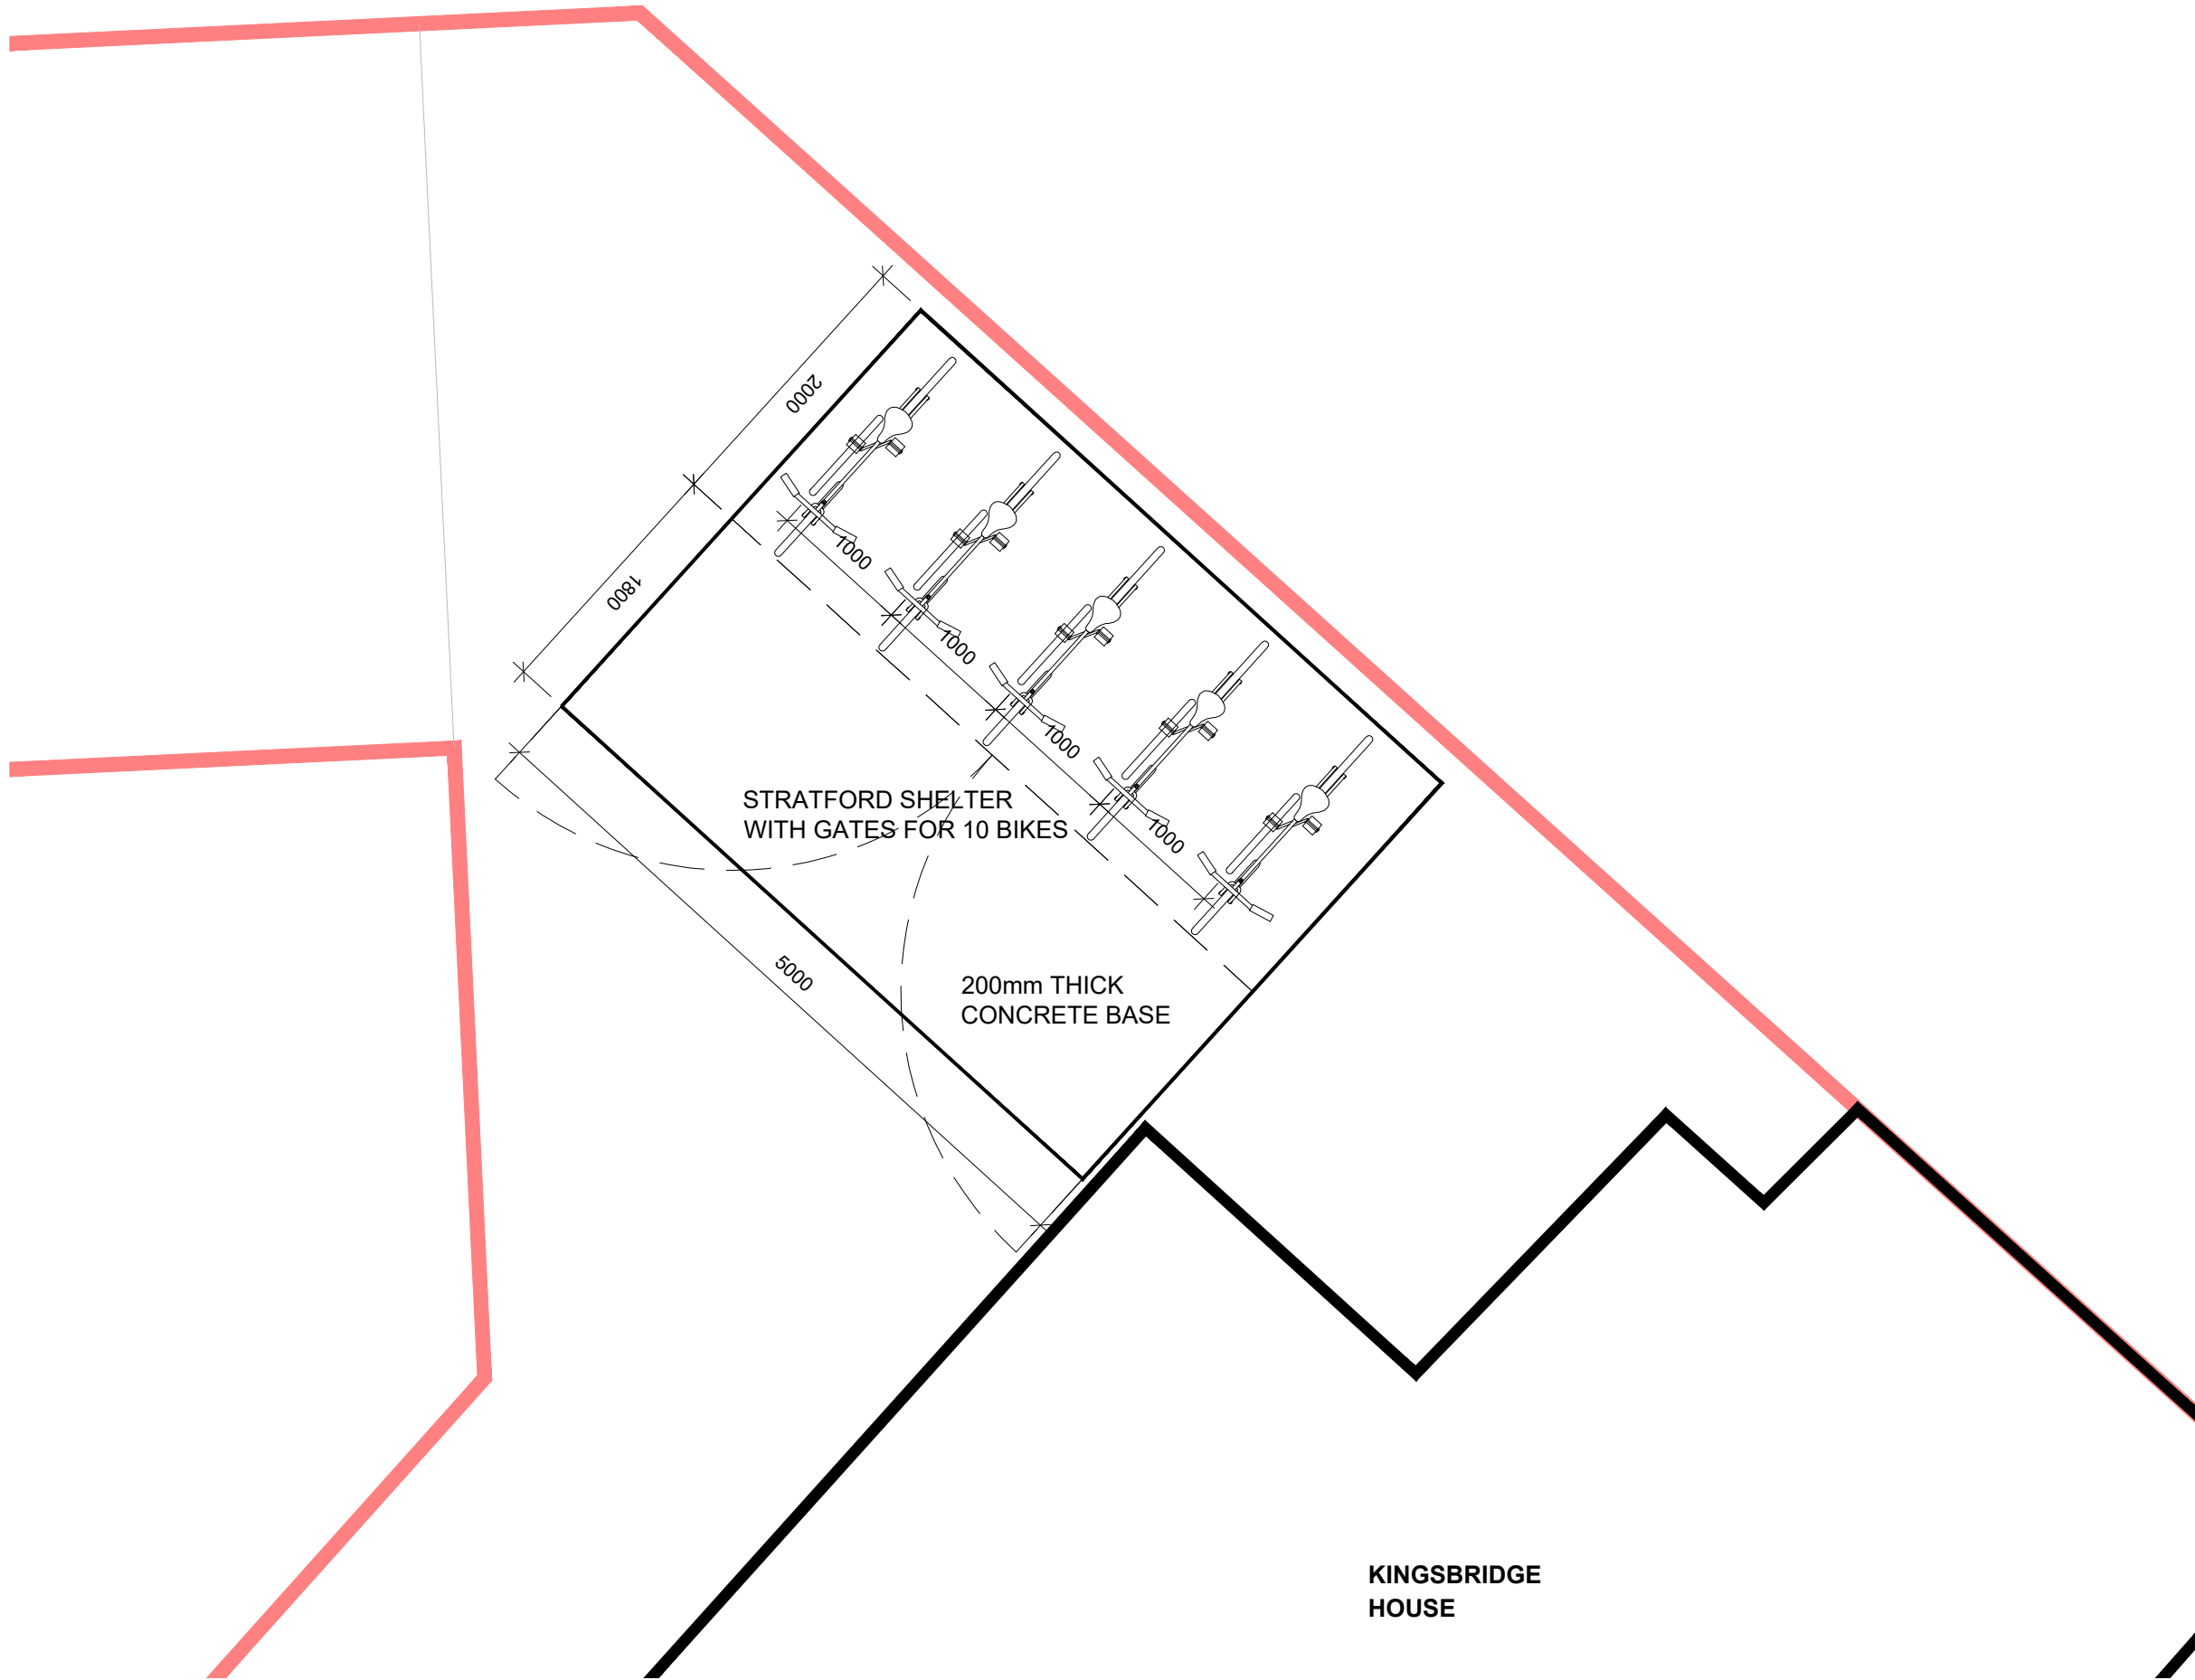 2000
1800
1000
1000
1000
1000
STRATFORD SHELTER
WITH GATES FOR 10 BIKES
5000
200mm THICK
CONCRETE BASE
KINGSBRIDGE
HOUSE